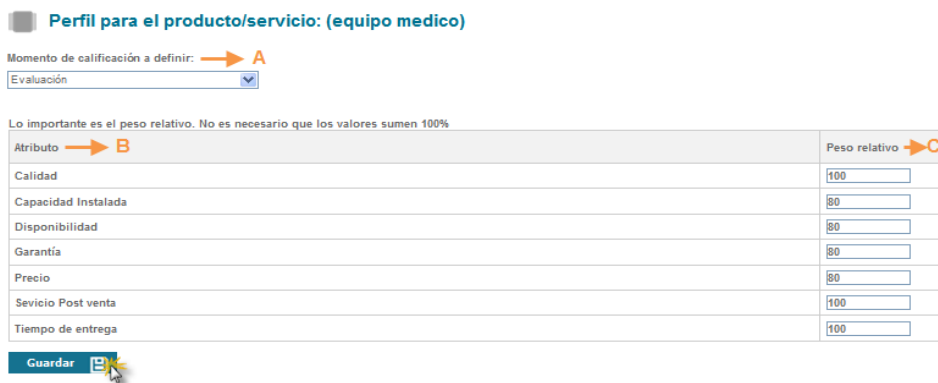 Perfil para el producto/servicio: (equipo medico)
Momento de calificación a definir: A
Evaluación
Lo importante es el peso relativo. No es necesario que los valores sumen 100%
Atributo B Peso relativo C
Calidad 100
Capacidad Instalada 80
Disponibilidad 80
Garantía 80
Precio 80
Sevicio Post venta 100
Tiempo de entrega 100
Guardar